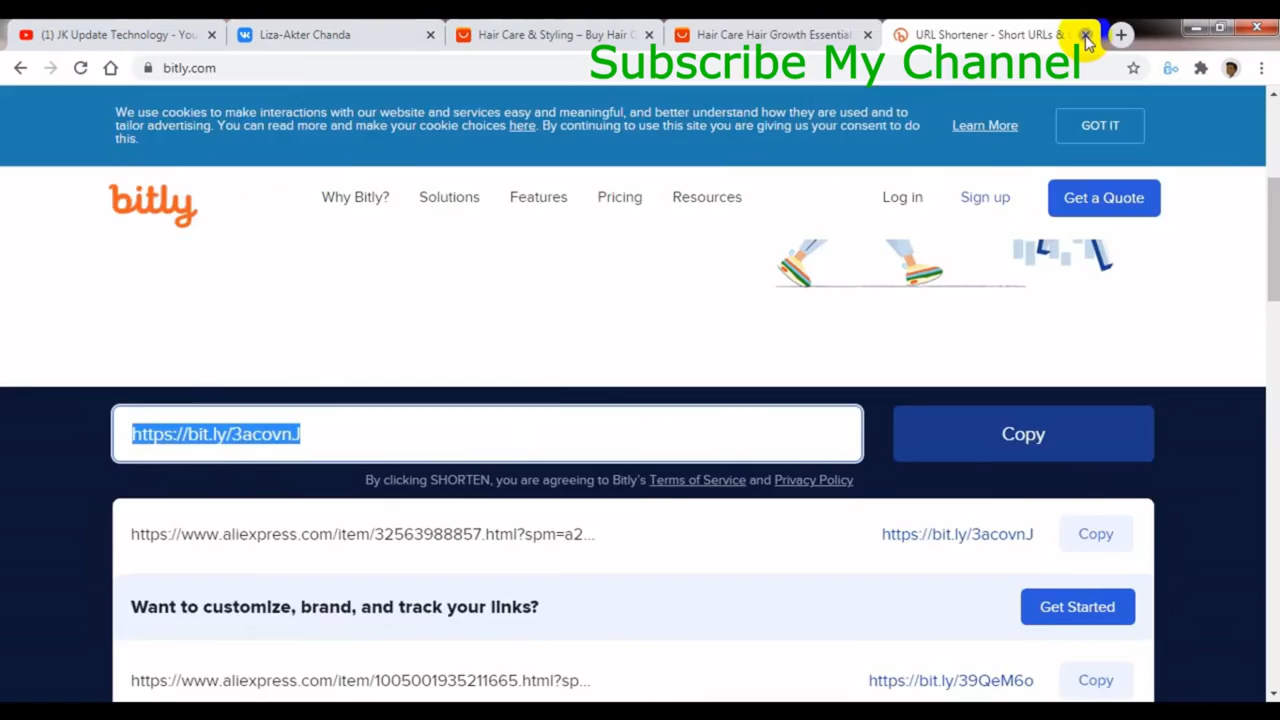 (1) JK Update Technology - You
Liza-Akter Chanda
Hair Care & Styling – Buy Hair C
Hair Care Hair Growth Essential
URL Shortener - Short URLs &
Subscribe My Channel
bitly.com
We use cookies to make interactions with our website and services easy and meaningful, and better understand how they are used and to
tailor advertising. You can read more and make your cookie choices here. By continuing to use this site you are giving us your consent to do
this.
Learn More
GOT IT
bitly
Why Bitly?
Solutions
Features
Pricing
Resources
Log in
Sign up
Get a Quote
https://bit.ly/3acovnJ
Copy
By clicking SHORTEN, you are agreeing to Bitly's Terms of Service and Privacy Policy
https://www.aliexpress.com/item/32563988857.html?spm=a2...
https://bit.ly/3acovnJ
Copy
Want to customize, brand, and track your links?
Get Started
https://www.aliexpress.com/item/1005001935211665.html?sp...
https://bit.ly/39QeM6o
Copy